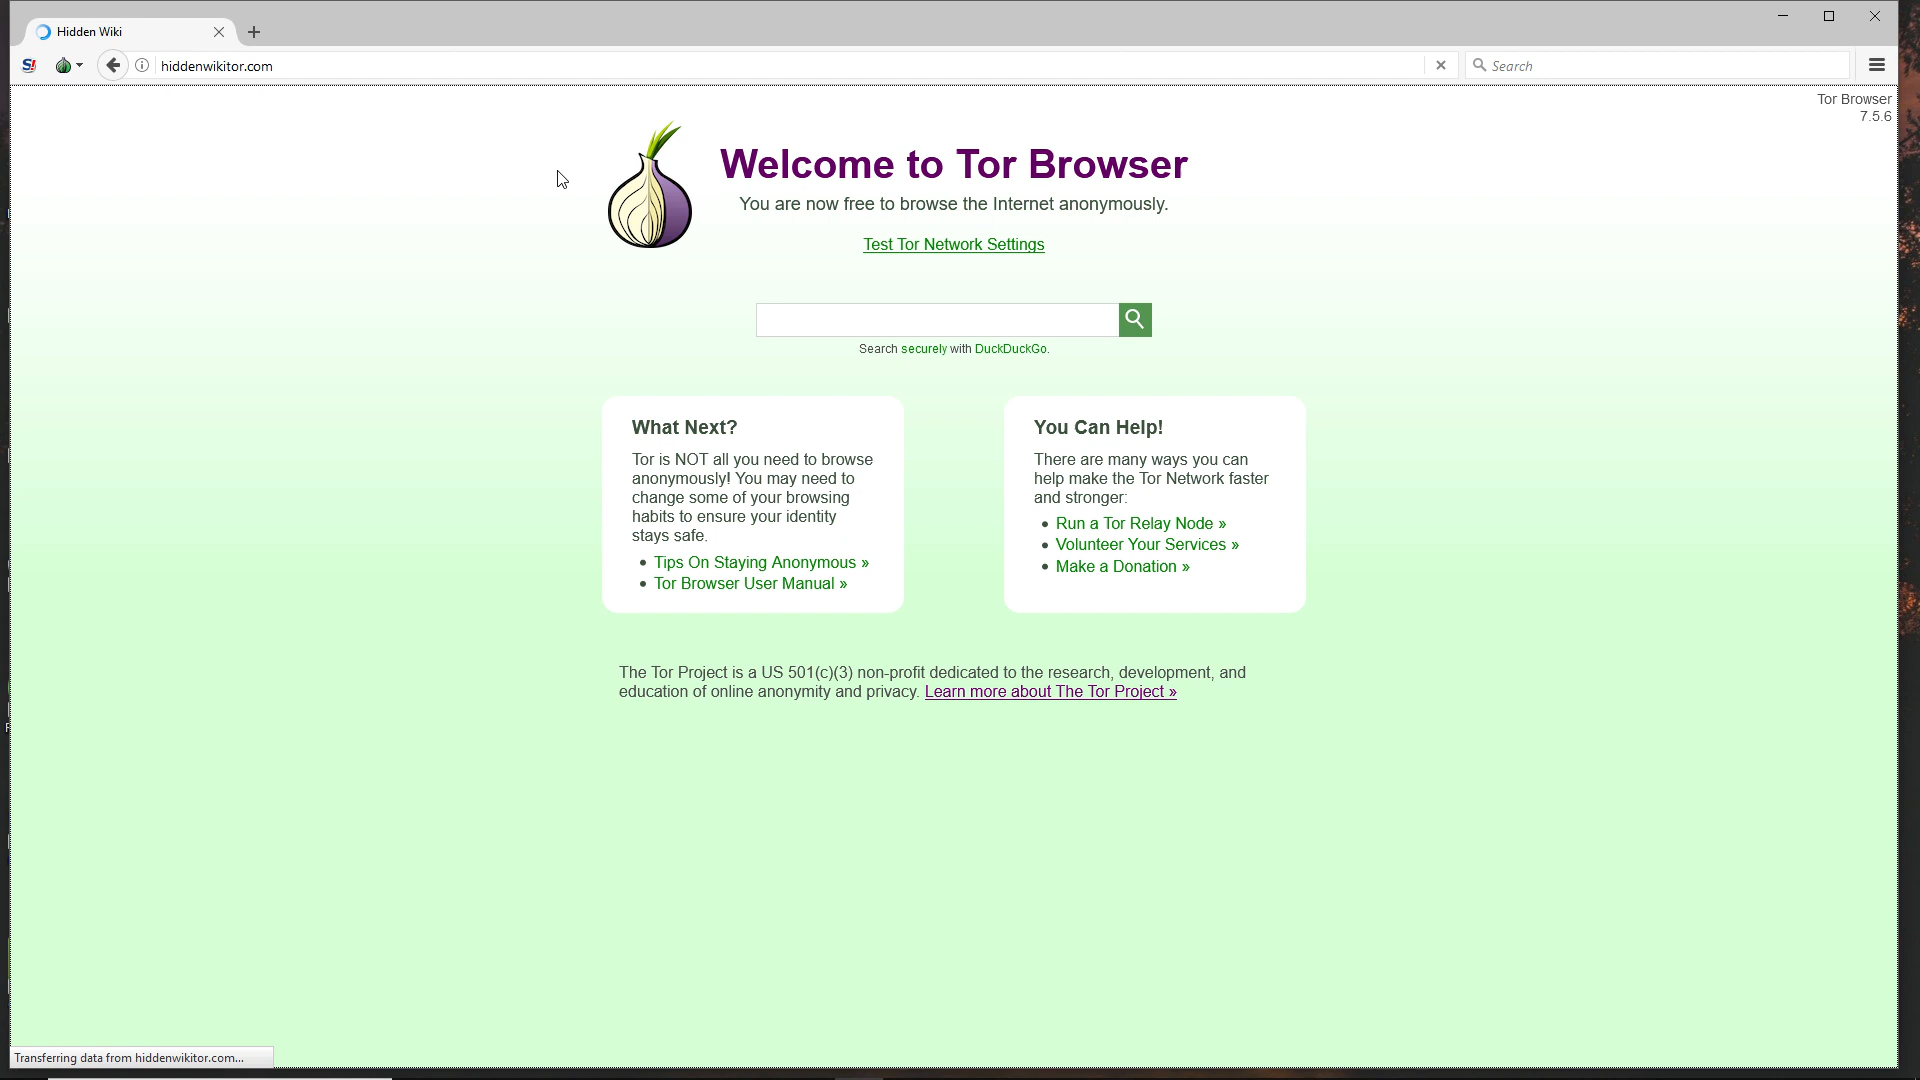 Hidden Wiki
S!
hiddenwikitor.com
Search
Tor Browser
7.5.6
Welcome to Tor Browser
You are now free to browse the Internet anonymously.
Test Tor Network Settings
Search securely with DuckDuckGo.
What Next?
Tor is NOT all you need to browse
anonymously! You may need to
change some of your browsing
habits to ensure your identity
stays safe.
• Tips On Staying Anonymous »
• Tor Browser User Manual »
You Can Help!
There are many ways you can
help make the Tor Network faster
and stronger:
• Run a Tor Relay Node »
• Volunteer Your Services »
• Make a Donation »
The Tor Project is a US 501(c)(3) non-profit dedicated to the research, development, and
education of online anonymity and privacy. Learn more about The Tor Project »
Transferring data from hiddenwikitor.com...